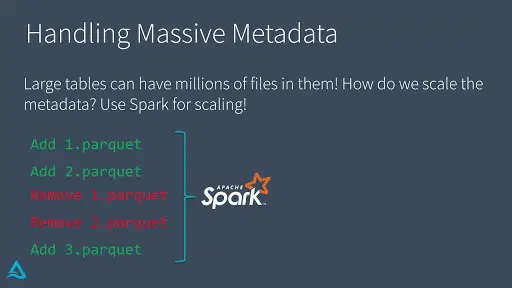 Handling Massive Metadata
Large tables can have millions of files in them! How do we scale the
metadata? Use Spark for scaling!
Add 1.parquet
Add 2.parquet
Remove 1.parquet
Remove 2.parquet
Add 3.parquet
APACHE
Spark™